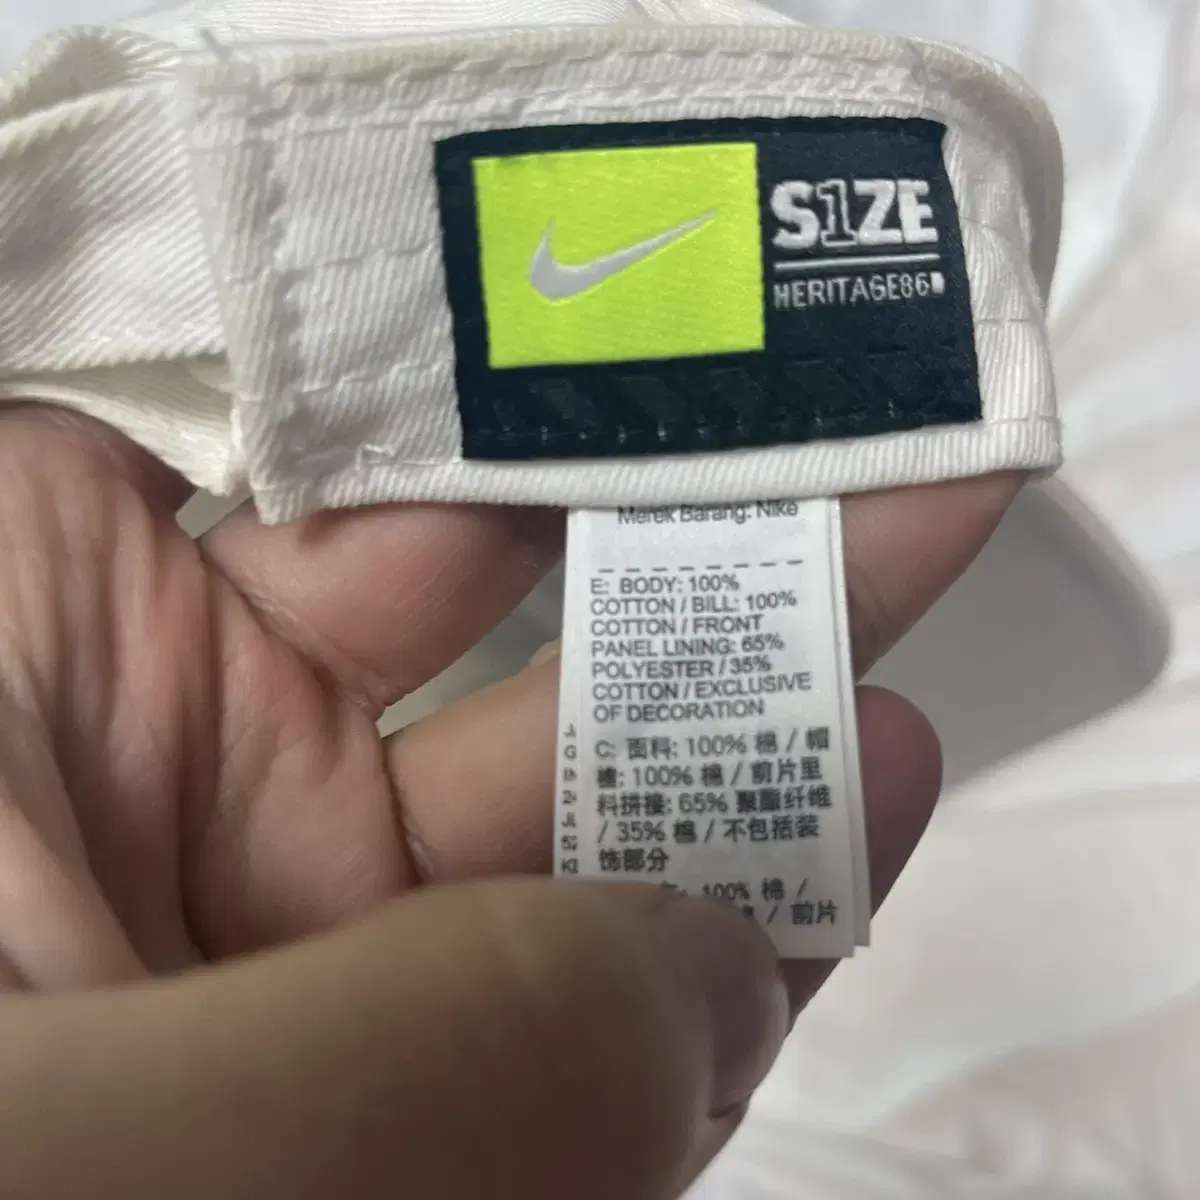 S1ZE
HERITAGE86
Merek Barang: Nike
E: BODY: 100%
COTTON / BILL: 100%
COTTON / FRONT
PANEL LINING: 65%
POLYESTER / 35%
COTTON / EXCLUSIVE
OF DECORATION
C: 面料: 100% 棉 / 帽
檐: 100% 棉 / 前片里
料拼接: 65% 聚酯纤维
/ 35% 棉 / 不包括装
饰部分
100% 棉 /
/ 前片